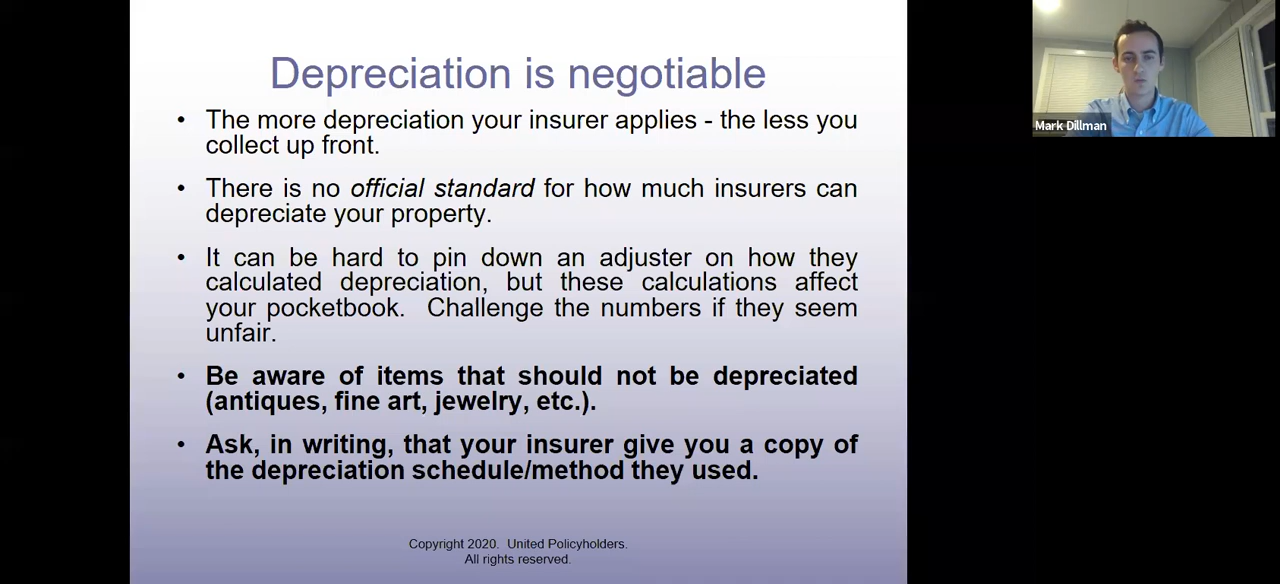 Depreciation is negotiable
• The more depreciation your insurer applies - the less you
collect up front.
• There is no official standard for how much insurers can
depreciate your property.
• It can be hard to pin down an adjuster on how they
calculated depreciation, but these calculations affect
your pocketbook. Challenge the numbers if they seem
unfair.
• Be aware of items that should not be depreciated
(antiques, fine art, jewelry, etc.).
• Ask, in writing, that your insurer give you a copy of
the depreciation schedule/method they used.
Copyright 2020. United Policyholders.
All rights reserved.
Mark Dillman